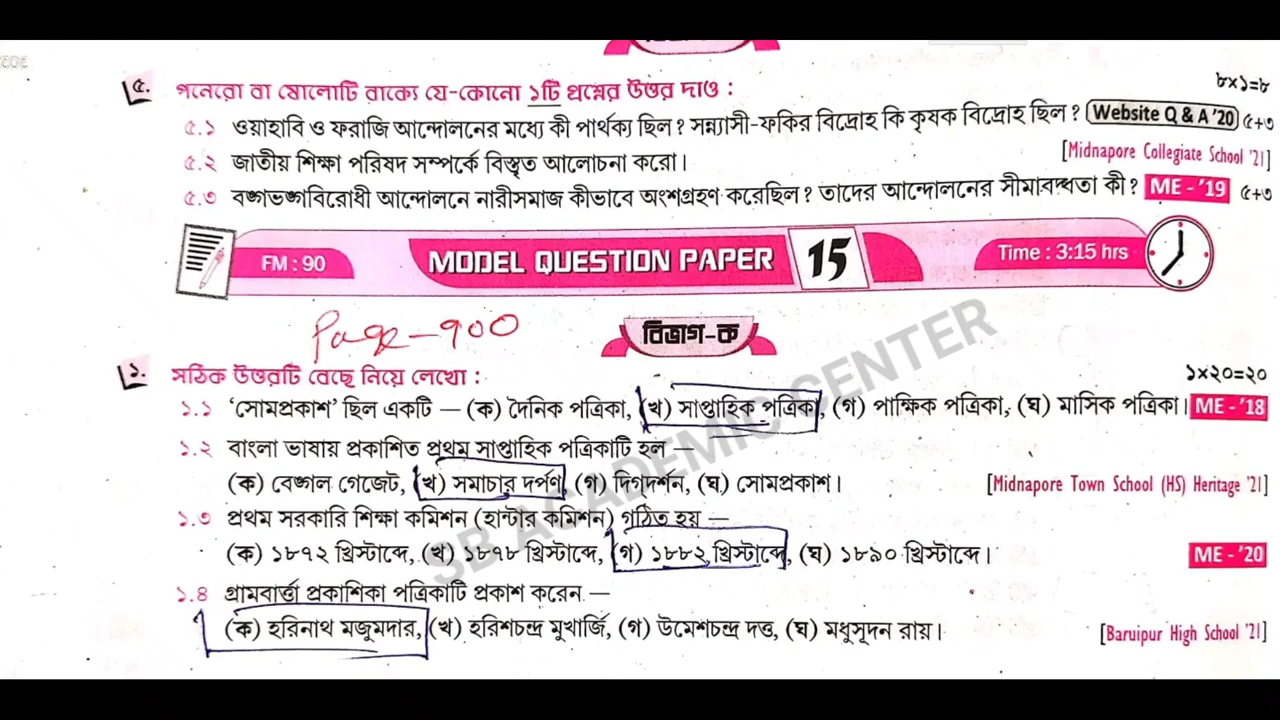 ৫. পনেরো বা ষোলোটি বাক্যে যে-কোনো ১টি প্রশ্নের উত্তর দাও : ৮×১=৮
৫.১ ওয়াহাবি ও ফরাজি আন্দোলনের মধ্যে কী পার্থক্য ছিল? সন্ন্যাসী-ফকির বিদ্রোহ কি কৃষক বিদ্রোহ ছিল? Website Q & A '20 ৫+৩
৫.২ জাতীয় শিক্ষা পরিষদ সম্পর্কে বিস্তৃত আলোচনা করো। [Midnapore Collegiate School '21]
৫.৩ বঙ্গভঙ্গবিরোধী আন্দোলনে নারীসমাজ কীভাবে অংশগ্রহণ করেছিল? তাদের আন্দোলনের সীমাবদ্ধতা কী? ME - '19 ৫+৩
FM : 90 MODEL QUESTION PAPER 15 Time : 3:15 hrs
Page - 900
বিভাগ-ক
১. সঠিক উত্তরটি বেছে নিয়ে লেখো : ১×২০=২০
১.১ ‘সোমপ্রকাশ’ ছিল একটি — (ক) দৈনিক পত্রিকা, (খ) সাপ্তাহিক পত্রিকা, (গ) পাক্ষিক পত্রিকা, (ঘ) মাসিক পত্রিকা। ME - '18
১.২ বাংলা ভাষায় প্রকাশিত প্রথম সাপ্তাহিক পত্রিকাটি হল —
(ক) বেঙ্গল গেজেট, (খ) সমাচার দর্পণ, (গ) দিগ্‌দর্শন, (ঘ) সোমপ্রকাশ। [Midnapore Town School (HS) Heritage '21]
১.৩ প্রথম সরকারি শিক্ষা কমিশন (হান্টার কমিশন) গঠিত হয় —
(ক) ১৮৭২ খ্রিস্টাব্দে, (খ) ১৮৭৮ খ্রিস্টাব্দে, (গ) ১৮৮২ খ্রিস্টাব্দে, (ঘ) ১৮৯০ খ্রিস্টাব্দে। ME - '20
১.৪ গ্রামবার্ত্তা প্রকাশিকা পত্রিকাটি প্রকাশ করেন —
(ক) হরিনাথ মজুমদার, (খ) হরিশচন্দ্র মুখার্জি, (গ) উমেশচন্দ্র দত্ত, (ঘ) মধুসূদন রায়। [Baruipur High School '21]
SB ACADEMIC CENTER